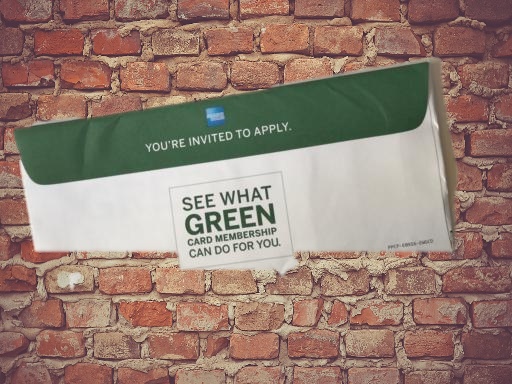 YOU'RE INVITED TO APPLY.
SEE WHAT
GREEN
CARD MEMBERSHIP
CAN DO FOR YOU.